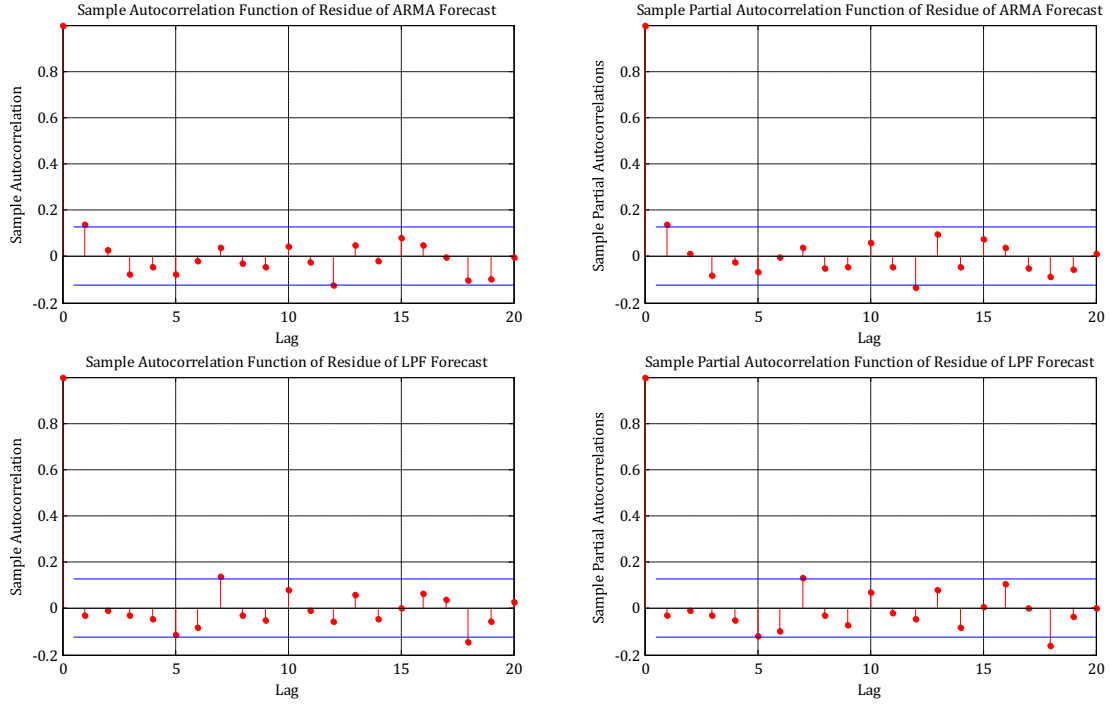 Sample Autocorrelation Function of Residue of ARMA Forecast
Sample Autocorrelation
0.8
0.6
0.4
0.2
0
-0.2
0 5 10 15 20
Lag
Sample Partial Autocorrelation Function of Residue of ARMA Forecast
Sample Partial Autocorrelations
0.8
0.6
0.4
0.2
0
-0.2
0 5 10 15 20
Lag
Sample Autocorrelation Function of Residue of LPF Forecast
Sample Autocorrelation
0.8
0.6
0.4
0.2
0
-0.2
0 5 10 15 20
Lag
Sample Partial Autocorrelation Function of Residue of LPF Forecast
Sample Partial Autocorrelations
0.8
0.6
0.4
0.2
0
-0.2
0 5 10 15 20
Lag